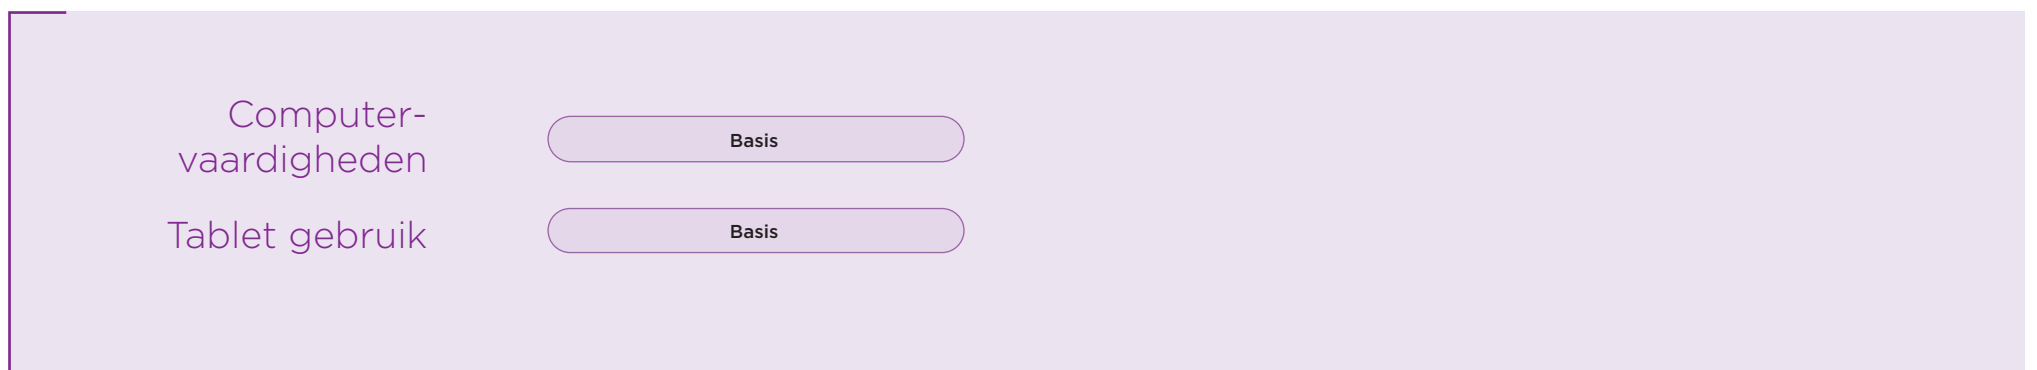 Computer-
vaardigheden
Basis
Tablet gebruik
Basis